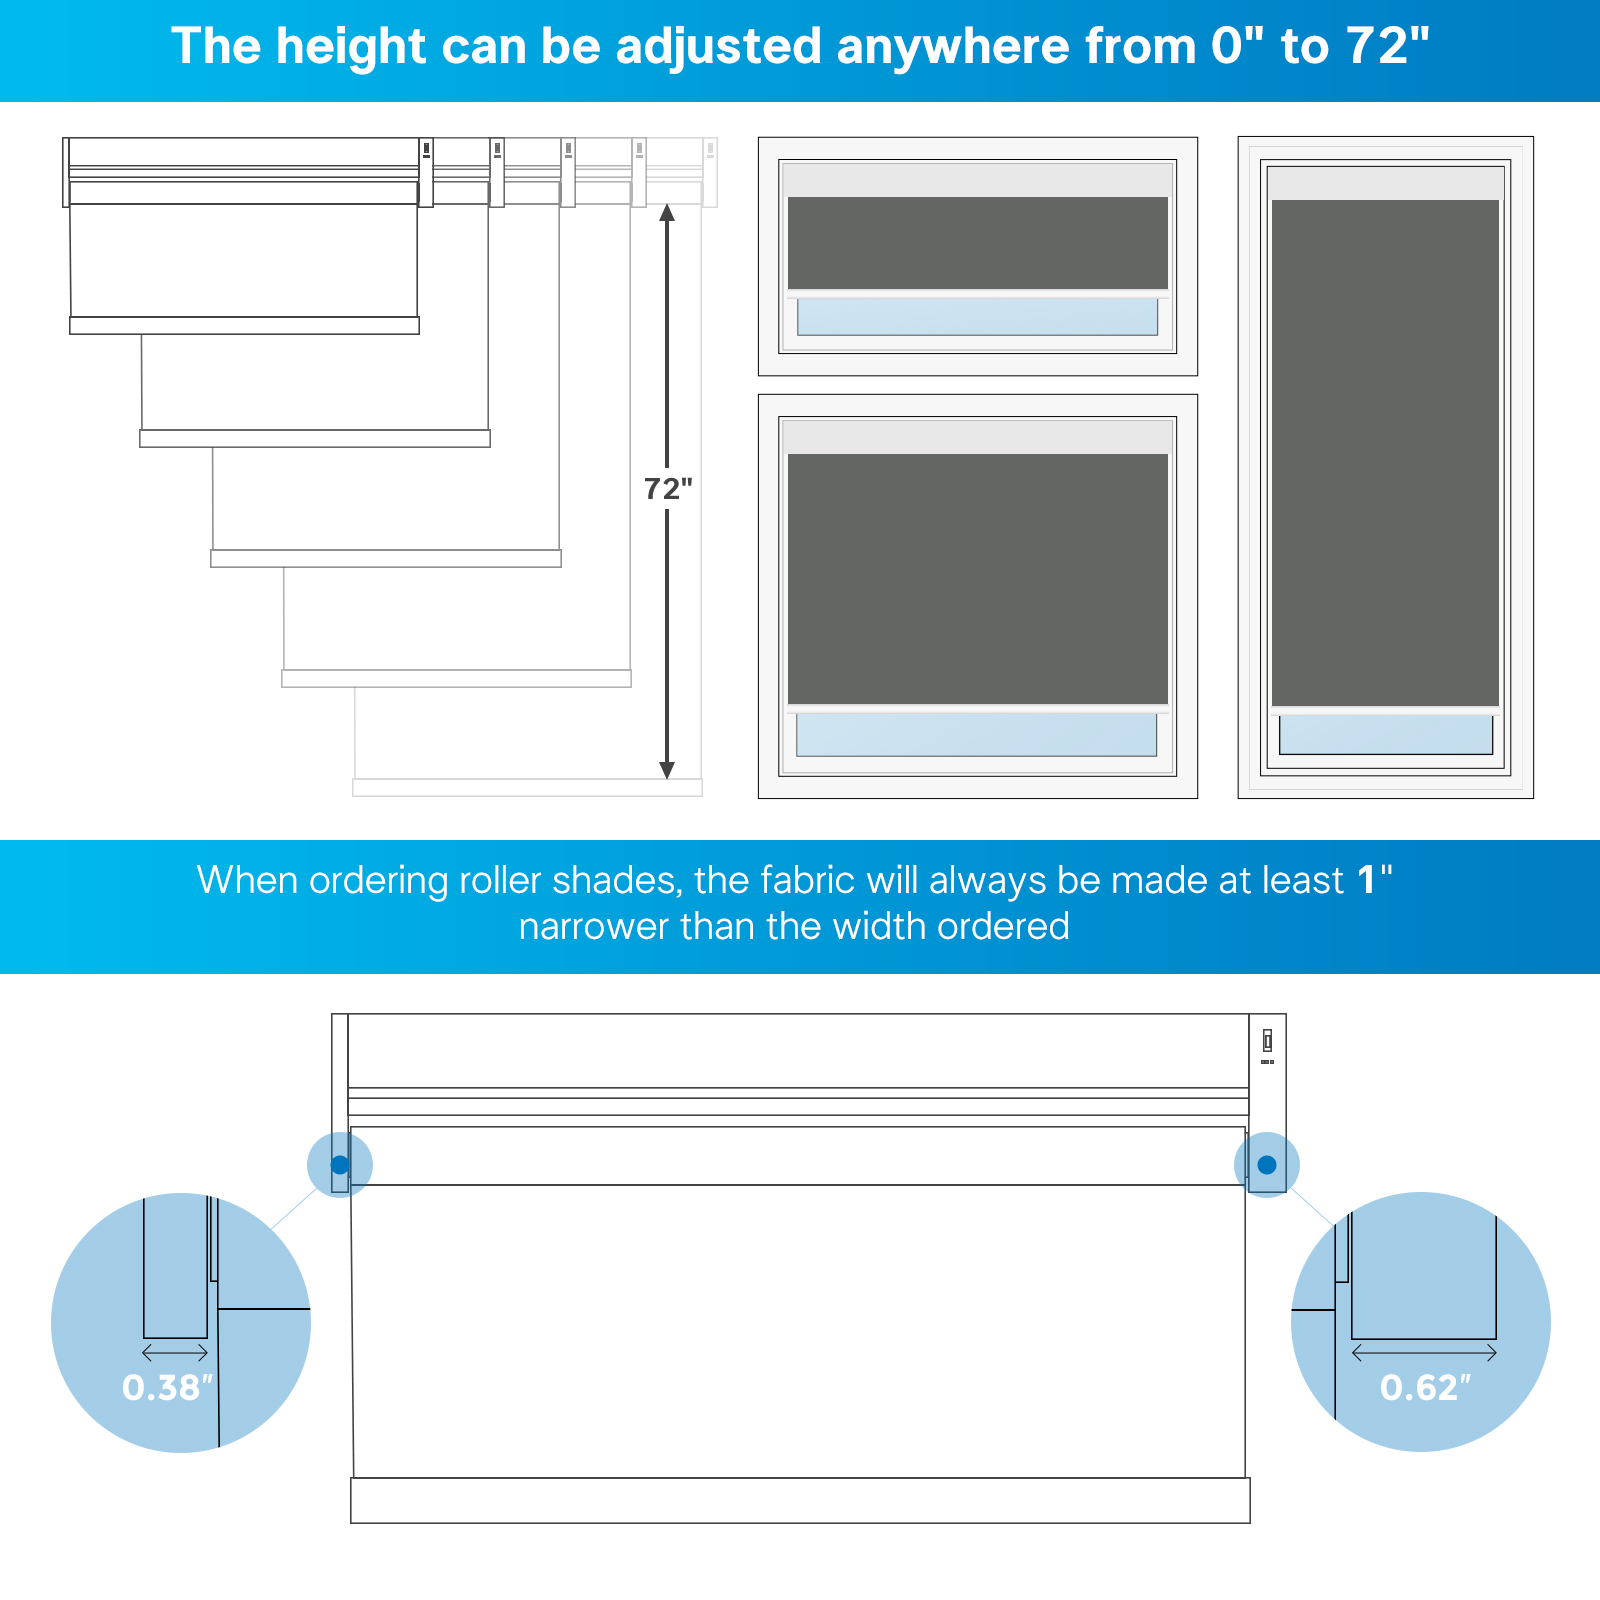 The height can be adjusted anywhere from 0" to 72"
72"
When ordering roller shades, the fabric will always be made at least 1"
narrower than the width ordered
0.38"
0.62"